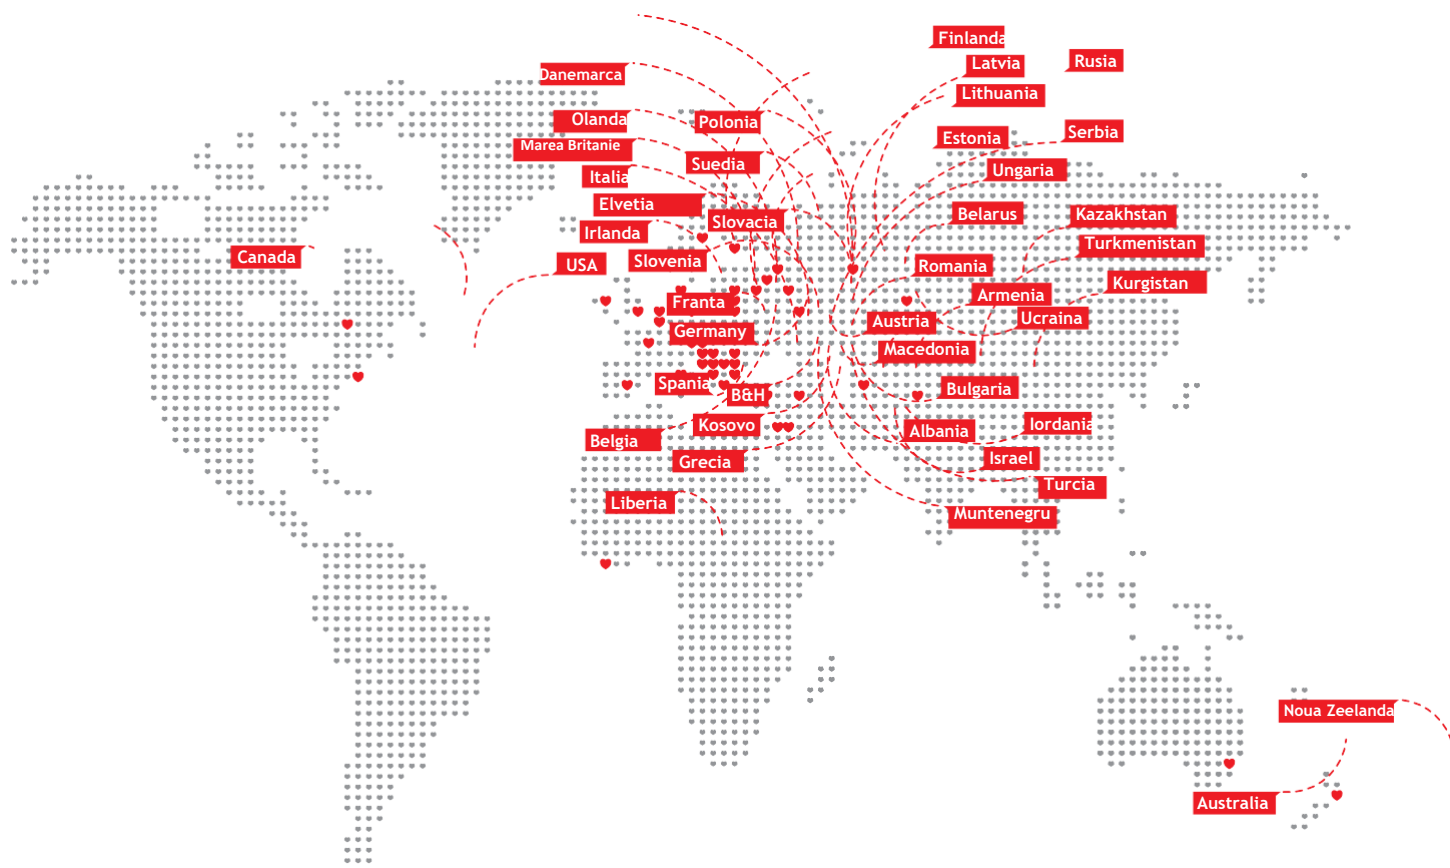 Finlanda
Latvia
Rusia
Danemarca
Lithuania
Olanda
Polonia
Estonia
Serbia
Marea Britanie
Suedia
Ungaria
Italia
Elvetia
Slovacia
Belarus
Kazakhstan
Irlanda
Turkmenistan
Canada
USA
Slovenia
Romania
Kurgistan
Franta
Armenia
Germany
Austria
Ucraina
Macedonia
Spania
B&H
Bulgaria
Kosovo
Albania
Iordania
Belgia
Grecia
Israel
Turcia
Liberia
Muntenegru
Noua Zeelanda
Australia